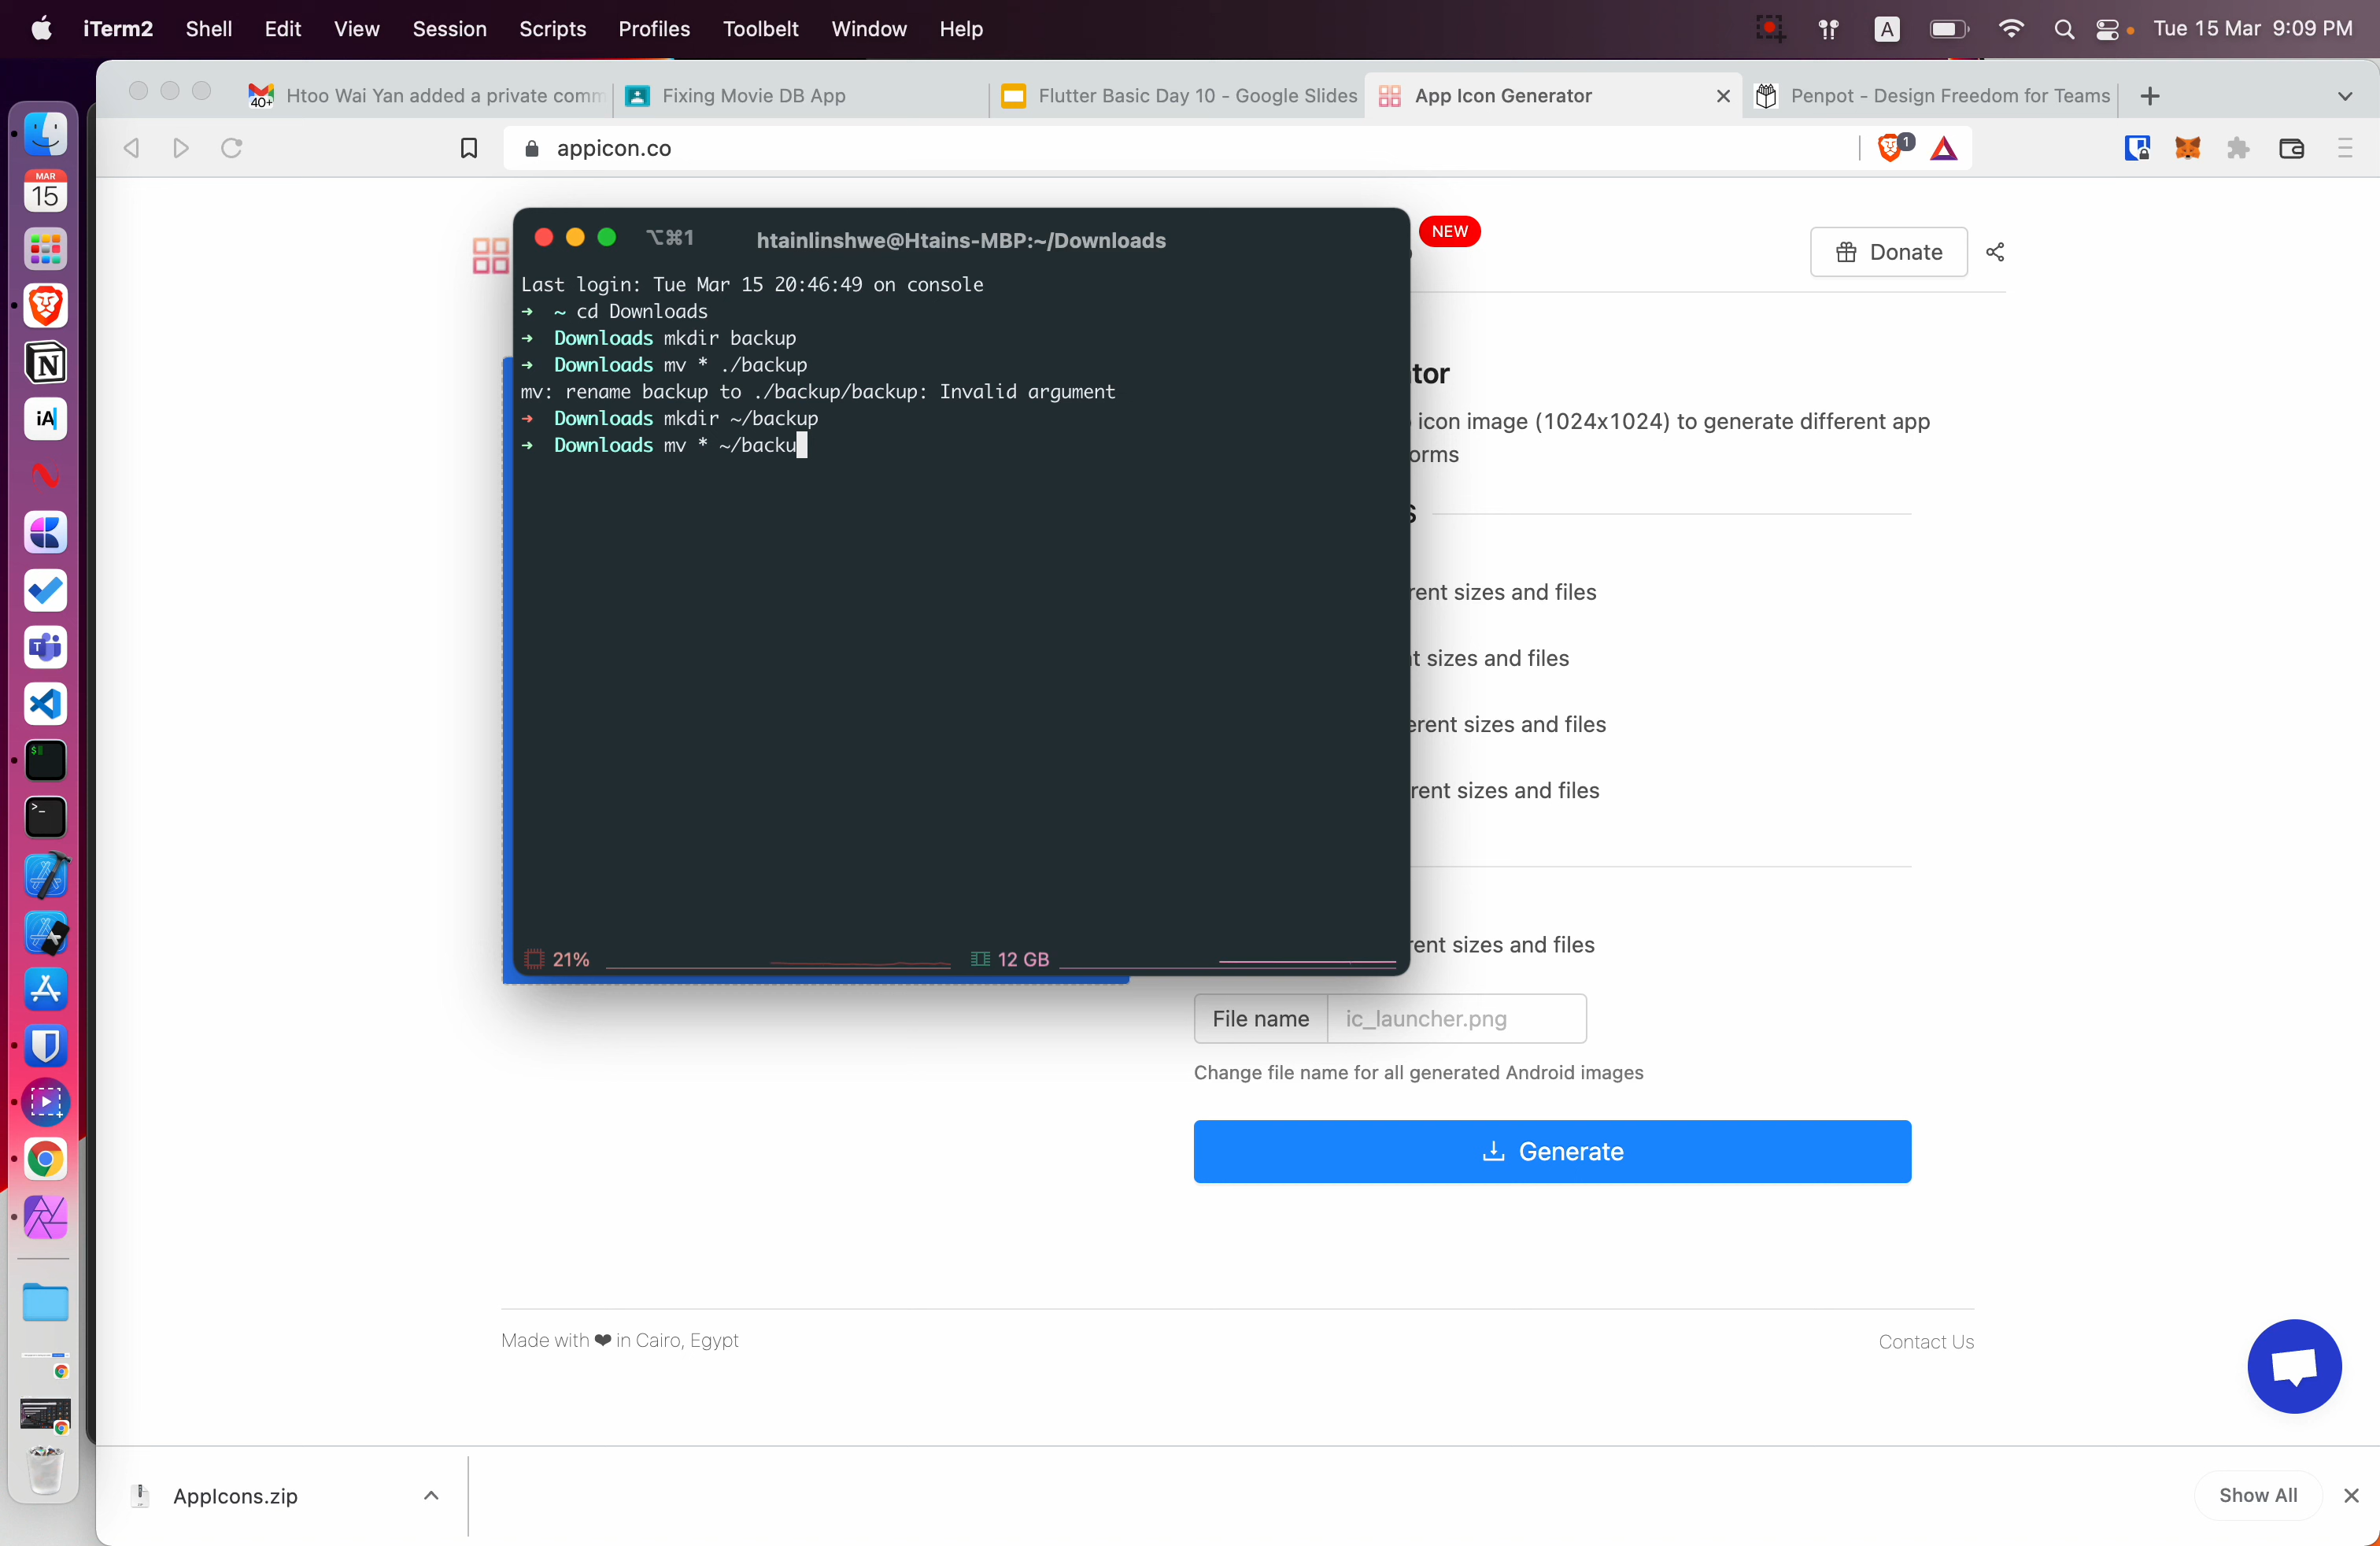 iTerm2 Shell Edit View Session Scripts Profiles Toolbelt Window Help A Tue 15 Mar 9:09 PM
40+ Htoo Wai Yan added a private comm Fixing Movie DB App Flutter Basic Day 10 - Google Slides App Icon Generator Penpot - Design Freedom for Teams
appicon.co 1
MAR
15
iA
T
$
>_
NEW
Donate
⌥⌘1 htainlinshwe@Htains-MBP:~/Downloads
Last login: Tue Mar 15 20:46:49 on console
➜ ~ cd Downloads
➜ Downloads mkdir backup
➜ Downloads mv * ./backup
mv: rename backup to ./backup/backup: Invalid argument
➜ Downloads mkdir ~/backup
➜ Downloads mv * ~/backu
21% 12 GB
tor
icon image (1024x1024) to generate different app
orms
s
rent sizes and files
t sizes and files
erent sizes and files
rent sizes and files
rent sizes and files
File name ic_launcher.png
Change file name for all generated Android images
Generate
Made with ❤ in Cairo, Egypt
Contact Us
AppIcons.zip
Show All